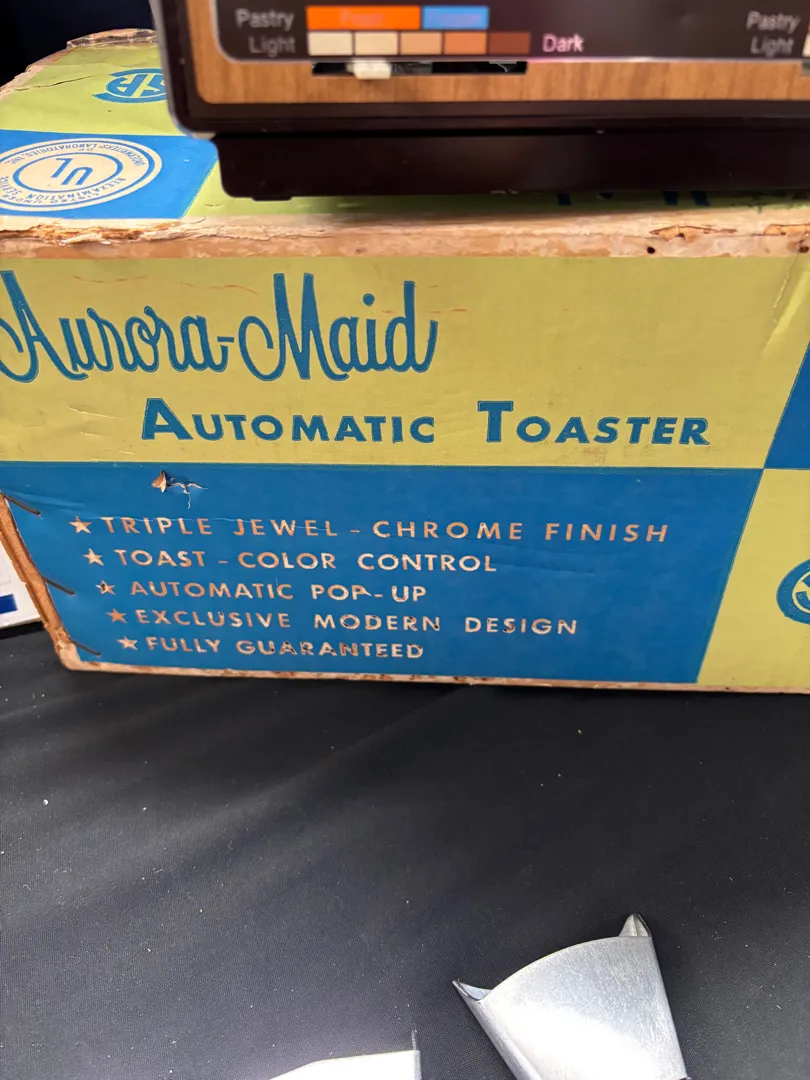 Pastry
Light
Dark
Pastry
Light
CSA
UL
Aurora-Maid
AUTOMATIC TOASTER
★ TRIPLE JEWEL - CHROME FINISH
★ TOAST - COLOR CONTROL
★ AUTOMATIC POP-UP
★ EXCLUSIVE MODERN DESIGN
★ FULLY GUARANTEED